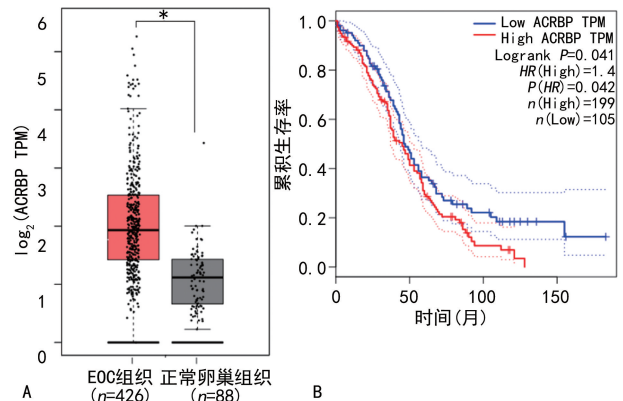 6
4
3
2
1
0
log₂(ACRBP TPM)
*
EOC组织
(n=426)
正常卵巢组织
(n=88)
A
1.0
0.8
0.6
0.4
0.2
0.0
累积生存率
Low ACRBP TPM
High ACRBP TPM
Logrank P=0.041
HR(High)=1.4
P(HR)=0.042
n(High)=199
n(Low)=105
0
50
100
150
时间(月)
B